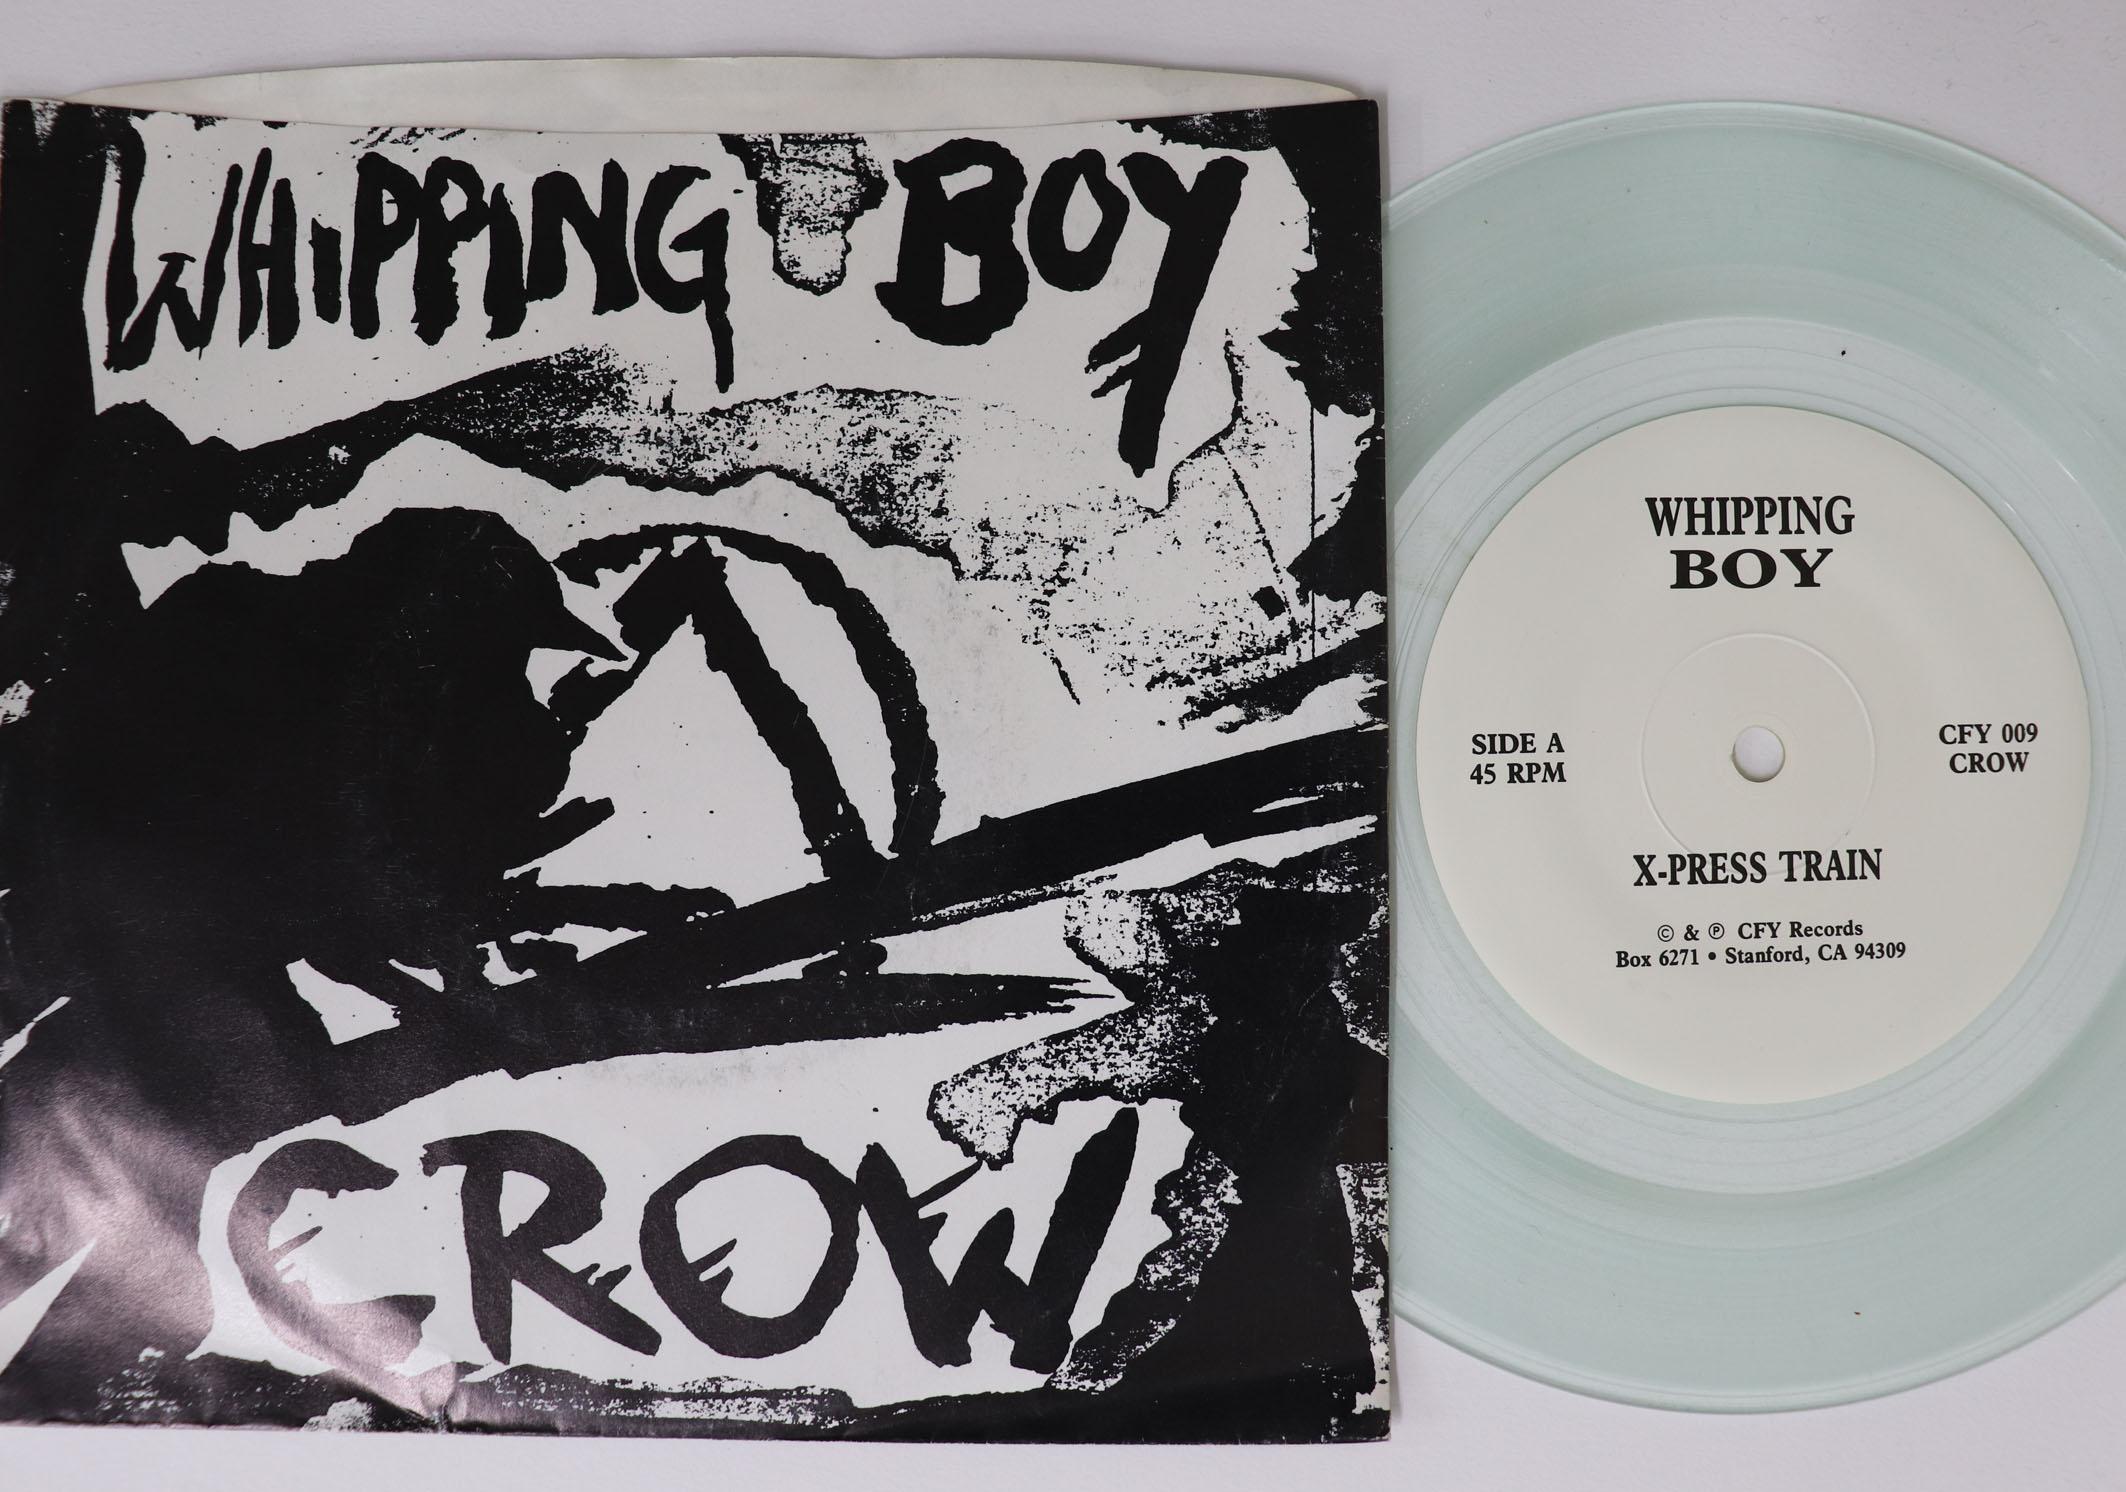 WHiPPING BOY
CROW
WHIPPING
BOY
SIDE A
45 RPM
CFY 009
CROW
X-PRESS TRAIN
© & ℗ CFY Records
Box 6271 • Stanford, CA 94309